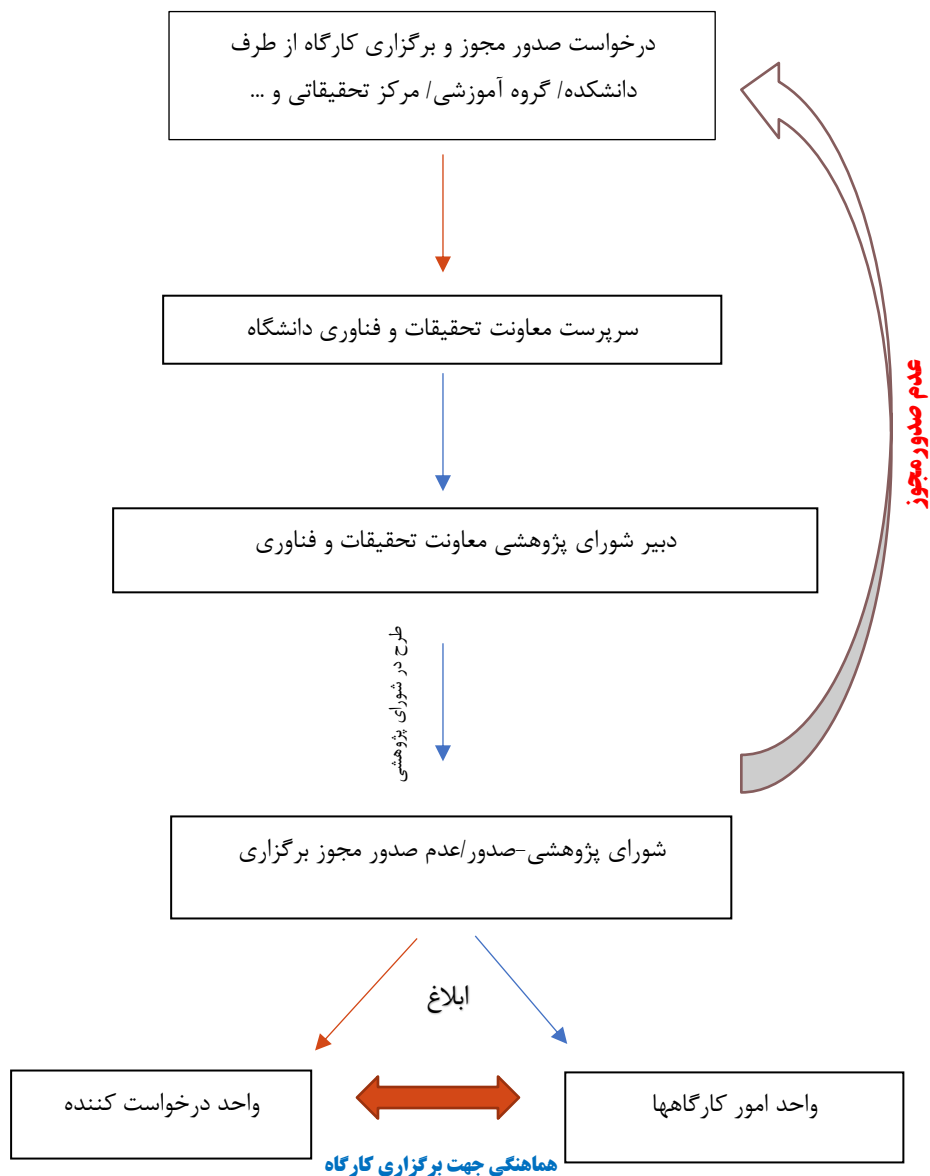 درخواست صدور مجوز و برگزاری کارگاه از طرف
دانشکده/ گروه آموزشی/ مرکز تحقیقاتی و ...
سرپرست معاونت تحقیقات و فناوری دانشگاه
عدم صدور مجوز
دبیر شورای پژوهشی معاونت تحقیقات و فناوری
طرح در شورای پژوهشی
شورای پژوهشی-صدور/عدم صدور مجوز برگزاری
ابلاغ
واحد امور کارگاهها
واحد درخواست کننده
هماهنگی جهت برگزاری کارگاه